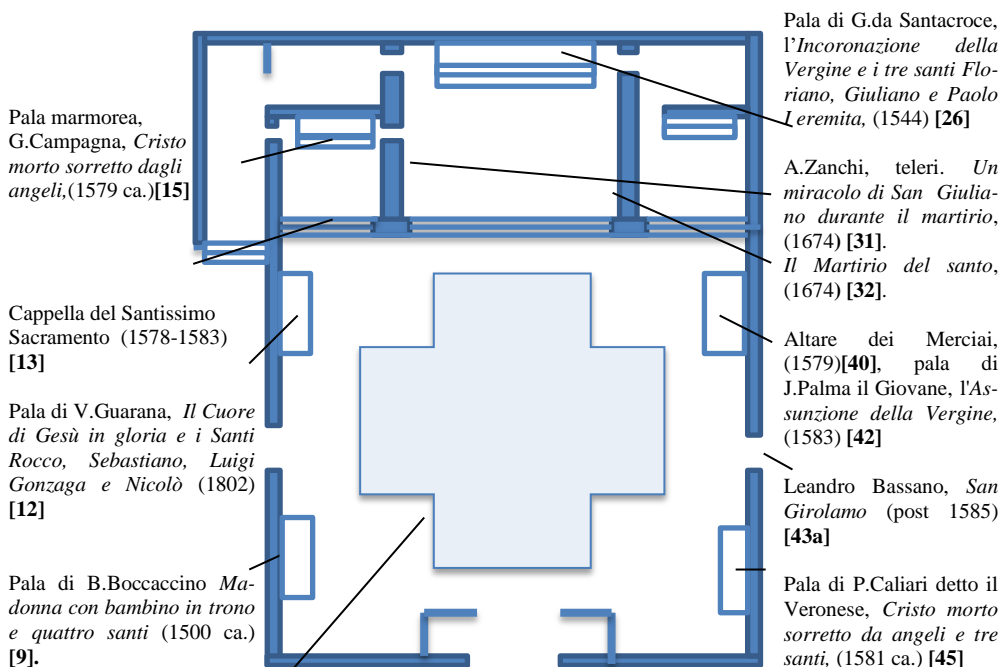 Pala marmorea,
G.Campagna, Cristo
morto sorretto dagli
angeli,(1579 ca.)[15]
Cappella del Santissimo
Sacramento (1578-1583)
[13]
Pala di V.Guarana, Il Cuore
di Gesù in gloria e i Santi
Rocco, Sebastiano, Luigi
Gonzaga e Nicolò (1802)
[12]
Pala di B.Boccaccino Ma-
donna con bambino in trono
e quattro santi (1500 ca.)
[9].
Pala di G.da Santacroce,
l'Incoronazione della
Vergine e i tre santi Flo-
riano, Giuliano e Paolo
Leremita, (1544) [26]
A.Zanchi, teleri. Un
miracolo di San Giulia-
no durante il martirio,
(1674) [31].
Il Martirio del santo,
(1674) [32].
Altare dei Merciai,
(1579)[40], pala di
J.Palma il Giovane, l'As-
sunzione della Vergine,
(1583) [42]
Leandro Bassano, San
Girolamo (post 1585)
[43a]
Pala di P.Caliari detto il
Veronese, Cristo morto
sorretto da angeli e tre
santi, (1581 ca.) [45]